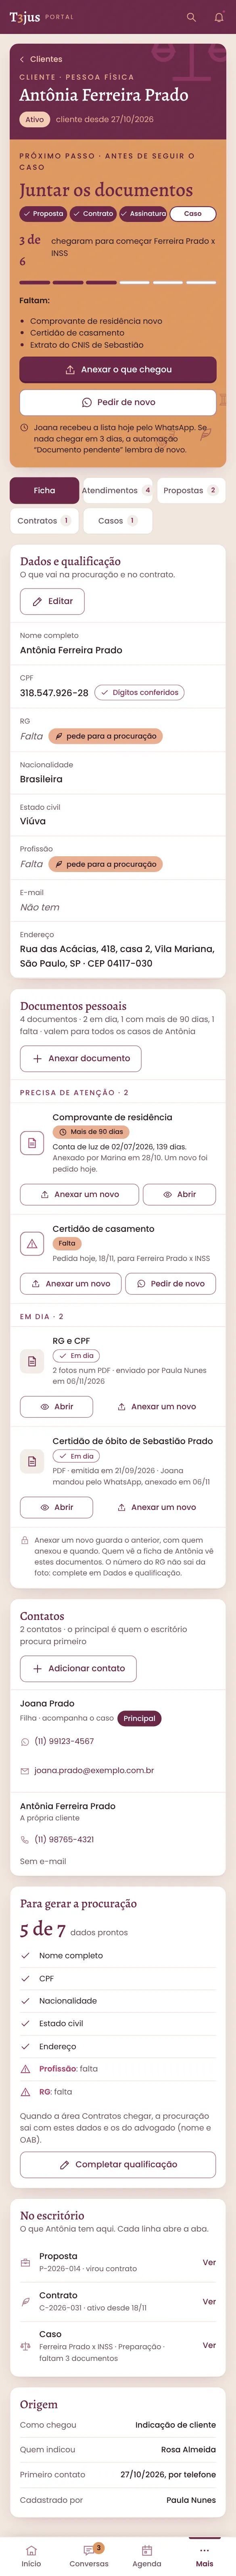 T3jus PORTAL
Clientes
CLIENTE · PESSOA FÍSICA
Antônia Ferreira Prado
Ativo cliente desde 27/10/2026
PRÓXIMO PASSO · ANTES DE SEGUIR O
CASO
Juntar os documentos
Proposta Contrato Assinatura Caso
3 de
6
chegaram para começar Ferreira Prado x
INSS
Faltam:
• Comprovante de residência novo
• Certidão de casamento
• Extrato do CNIS de Sebastião
Anexar o que chegou
Pedir de novo
Joana recebeu a lista hoje pelo WhatsApp. Se
nada chegar em 3 dias, a automação
“Documento pendente” lembra de novo.
Ficha Atendimentos 4 Propostas 2
Contratos 1 Casos 1
Dados e qualificação
O que vai na procuração e no contrato.
Editar
Nome completo
Antônia Ferreira Prado
CPF
318.547.926-28 Dígitos conferidos
RG
Falta pede para a procuração
Nacionalidade
Brasileira
Estado civil
Viúva
Profissão
Falta pede para a procuração
E-mail
Não tem
Endereço
Rua das Acácias, 418, casa 2, Vila Mariana,
São Paulo, SP · CEP 04117-030
Documentos pessoais
4 documentos · 2 em dia, 1 com mais de 90 dias, 1
falta · valem para todos os casos de Antônia
Anexar documento
PRECISA DE ATENÇÃO · 2
Comprovante de residência
Mais de 90 dias
Conta de luz de 02/07/2026, 139 dias.
Anexado por Marina em 28/10. Um novo foi
pedido hoje.
Anexar um novo Abrir
Certidão de casamento
Falta
Pedida hoje, 18/11, para Ferreira Prado x INSS
Anexar um novo Pedir de novo
EM DIA · 2
RG e CPF
Em dia
2 fotos num PDF · enviado por Paula Nunes
em 06/11/2026
Abrir Anexar um novo
Certidão de óbito de Sebastião Prado
Em dia
PDF · emitida em 21/09/2026 · Joana
mandou pelo WhatsApp, anexado em 06/11
Abrir Anexar um novo
Anexar um novo guarda o anterior, com quem
anexou e quando. Quem vê a ficha de Antônia vê
estes documentos. O número do RG não sai da
foto: complete em Dados e qualificação.
Contatos
2 contatos · o principal é quem o escritório
procura primeiro
Adicionar contato
Joana Prado
Filha · acompanha o caso Principal
(11) 99123-4567
joana.prado@exemplo.com.br
Antônia Ferreira Prado
A própria cliente
(11) 98765-4321
Sem e-mail
Para gerar a procuração
5 de 7 dados prontos
Nome completo
CPF
Nacionalidade
Estado civil
Endereço
Profissão: falta
RG: falta
Quando a área Contratos chegar, a procuração
sai com estes dados e os do advogado (nome e
OAB).
Completar qualificação
No escritório
O que Antônia tem aqui. Cada linha abre a aba.
Proposta
P-2026-014 · virou contrato
Ver
Contrato
C-2026-031 · ativo desde 18/11
Ver
Caso
Ferreira Prado x INSS · Preparação ·
faltam 3 documentos
Ver
Origem
Como chegou Indicação de cliente
Quem indicou Rosa Almeida
Primeiro contato 27/10/2026, por telefone
Cadastrado por Paula Nunes
3
Início Conversas Agenda Mais